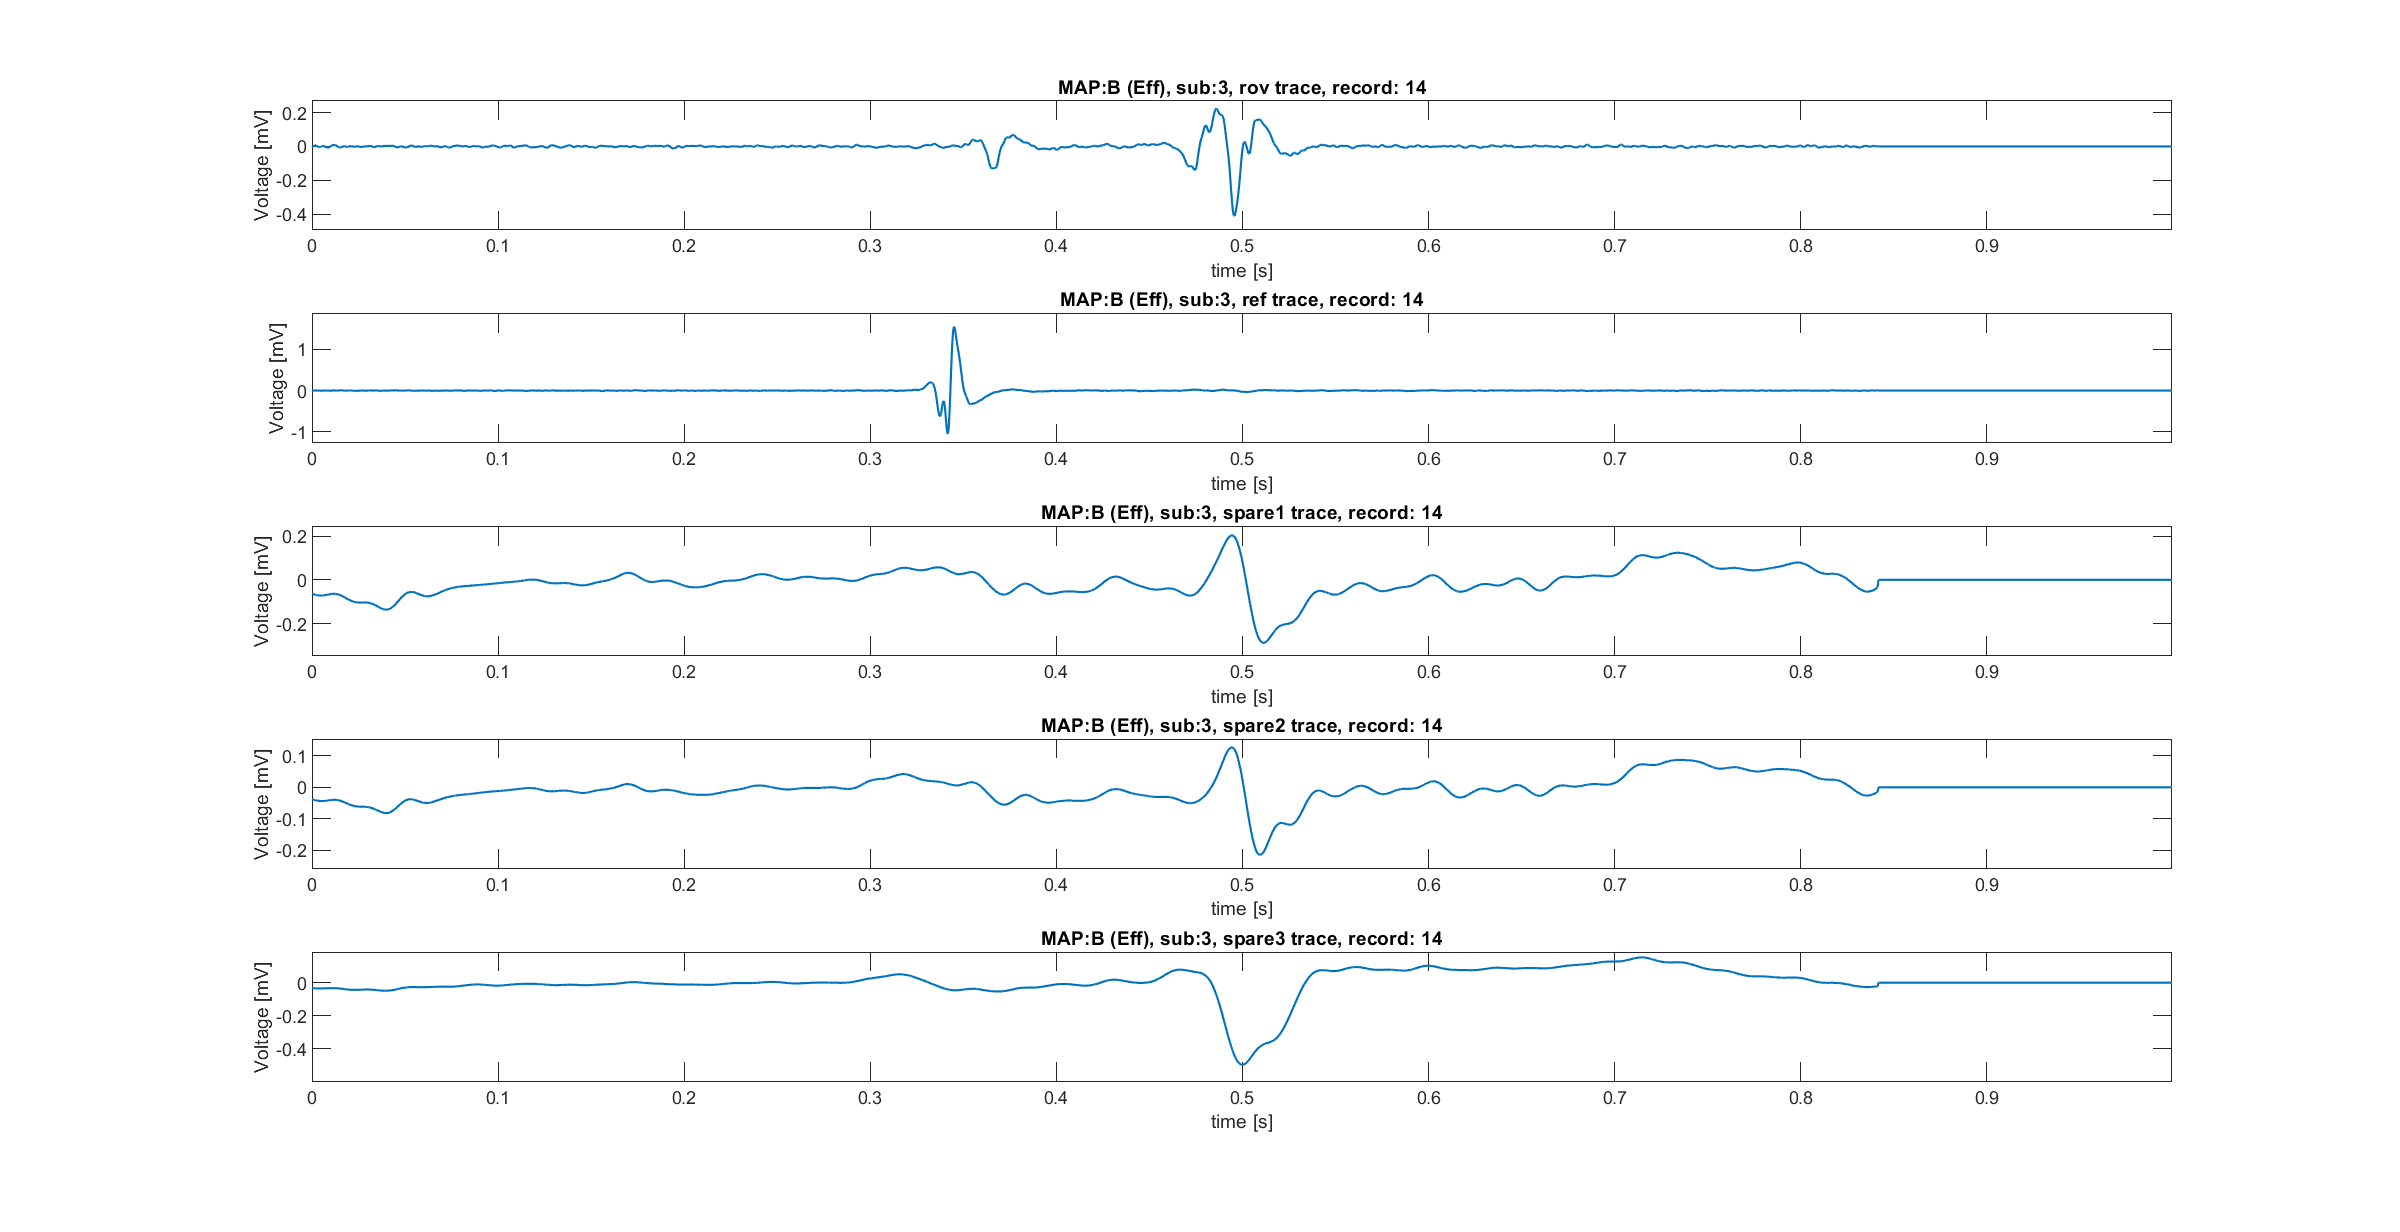 MAP:B (Eff), sub:3, rov trace, record: 14
Voltage [mV]
0.2
0
-0.2
-0.4
0 0.1 0.2 0.3 0.4 0.5 0.6 0.7 0.8 0.9
time [s]
MAP:B (Eff), sub:3, ref trace, record: 14
Voltage [mV]
1
0
-1
0 0.1 0.2 0.3 0.4 0.5 0.6 0.7 0.8 0.9
time [s]
MAP:B (Eff), sub:3, spare1 trace, record: 14
Voltage [mV]
0.2
0
-0.2
0 0.1 0.2 0.3 0.4 0.5 0.6 0.7 0.8 0.9
time [s]
MAP:B (Eff), sub:3, spare2 trace, record: 14
Voltage [mV]
0.1
0
-0.1
-0.2
0 0.1 0.2 0.3 0.4 0.5 0.6 0.7 0.8 0.9
time [s]
MAP:B (Eff), sub:3, spare3 trace, record: 14
Voltage [mV]
0
-0.2
-0.4
0 0.1 0.2 0.3 0.4 0.5 0.6 0.7 0.8 0.9
time [s]